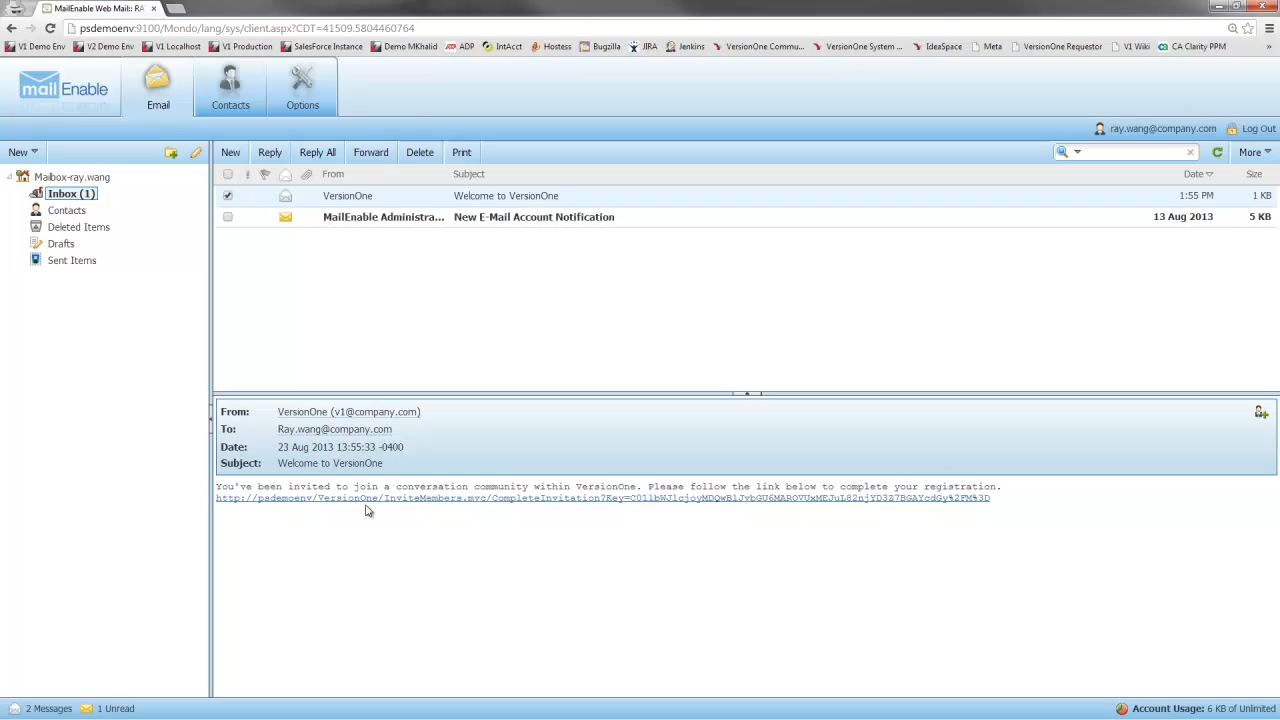 MailEnable Web Mail:: RA
psdemoenv:9100/Mondo/lang/sys/client.aspx?CDT=41509.5804460764
V1 Demo Env V2 Demo Env V1 Localhost V1 Production SalesForce Instance Demo MKhalid ADP IntAcct Hostess Bugzilla JIRA Jenkins VersionOne Commu... VersionOne System ... IdeaSpace Meta VersionOne Requestor V1 Wiki CA Clarity PPM »
mailEnable
Email Contacts Options
ray.wang@company.com Log Out
New New Reply Reply All Forward Delete Print More
Mailbox-ray.wang
Inbox (1)
Contacts
Deleted Items
Drafts
Sent Items
From Subject Date Size
VersionOne Welcome to VersionOne 1:55 PM 1 KB
MailEnable Administra... New E-Mail Account Notification 13 Aug 2013 5 KB
From: VersionOne (v1@company.com)
To: Ray.wang@company.com
Date: 23 Aug 2013 13:55:33 -0400
Subject: Welcome to VersionOne
You've been invited to join a conversation community within VersionOne. Please follow the link below to complete your registration.
2 Messages 1 Unread Account Usage: 6 KB of Unlimited